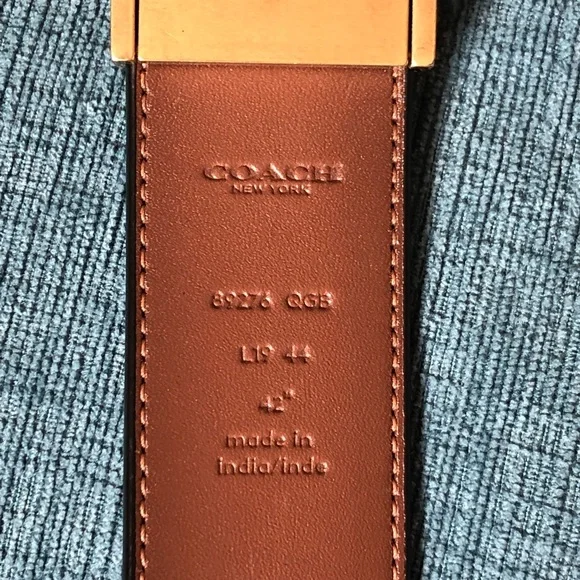 COACH
NEW YORK
89276 QGB
L19 44
42"
made in
india/inde